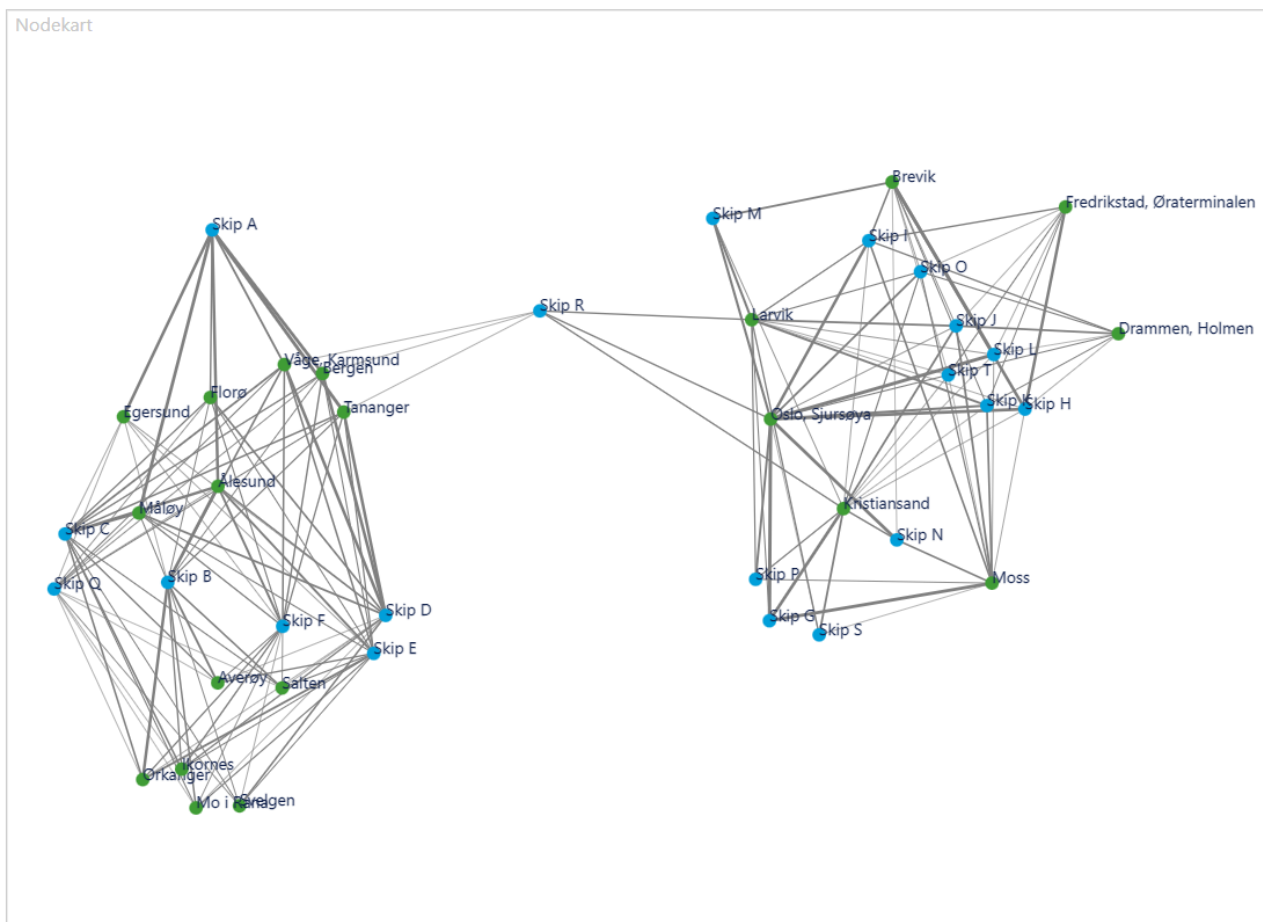 Nodekart
Brevik
Fredrikstad, Øraterminalen
Skip M
Skip A
Skip I
Skip O
Skip R
Larvik
Skip J
Drammen, Holmen
Skip L
Våge, Karmsund
Bergen
Skip T
Florø
Egersund
Tananger
Skip K
Skip H
Oslo, Sjursøya
Ålesund
Måløy
Kristiansand
Skip C
Skip N
Skip Q
Skip B
Skip P
Moss
Skip D
Skip F
Skip G
Skip S
Skip E
Averøy
Salten
Ikornes
Orkanger
Mo i Rana
Svelgen